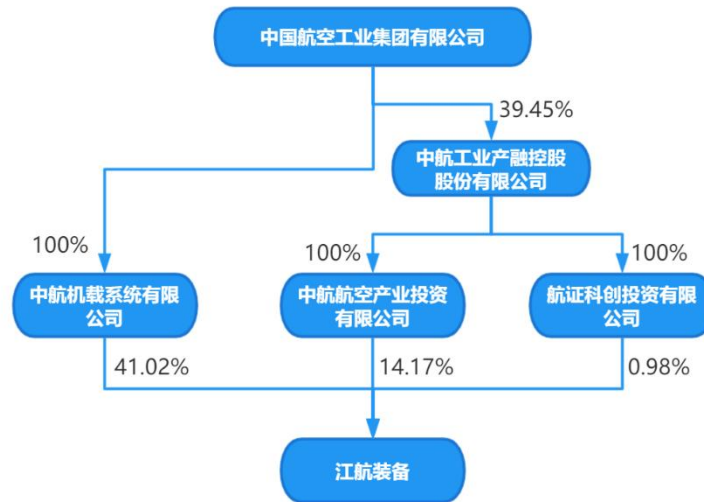 中国航空工业集团有限公司
39.45%
中航工业产融控股
股份有限公司
100%
100%
100%
中航机载系统有限
公司
中航航空产业投资
有限公司
航证科创投资有限
公司
41.02%
14.17%
0.98%
江航装备